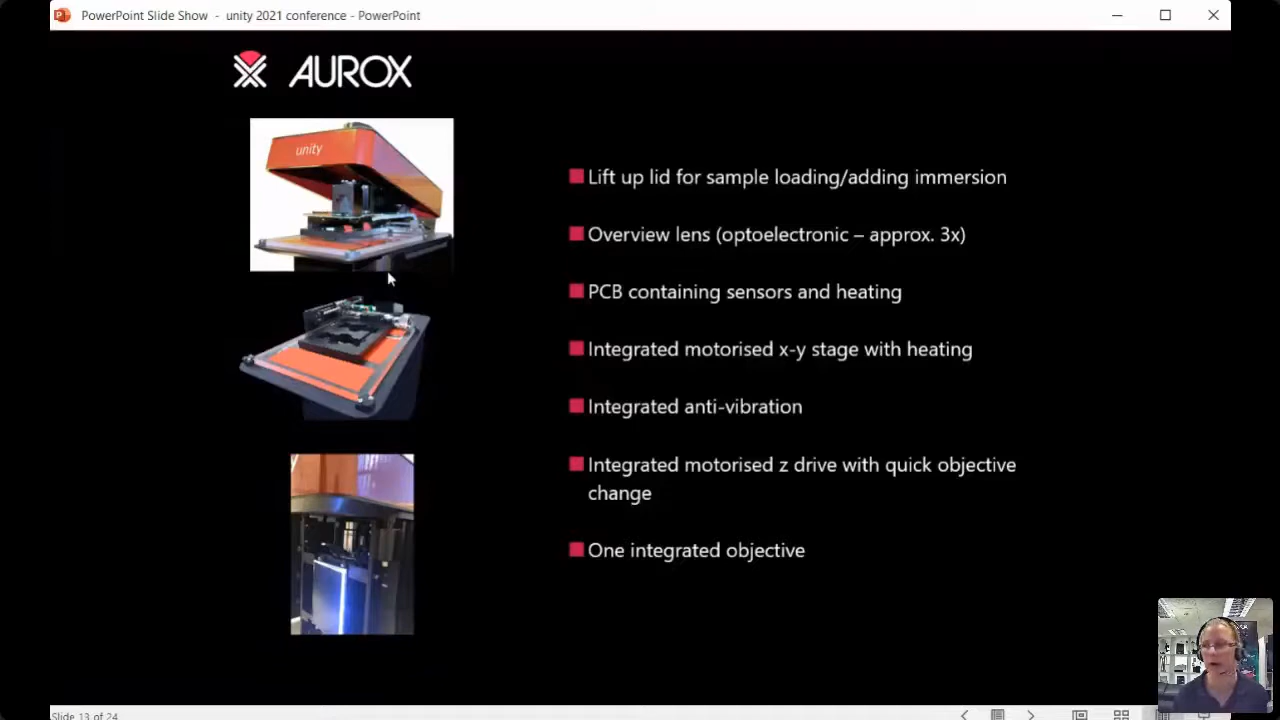 PowerPoint Slide Show - unity 2021 conference - PowerPoint
AUROX
unity
Lift up lid for sample loading/adding immersion
Overview lens (optoelectronic – approx. 3x)
PCB containing sensors and heating
Integrated motorised x-y stage with heating
Integrated anti-vibration
Integrated motorised z drive with quick objective
change
One integrated objective
Slide 13 of 24